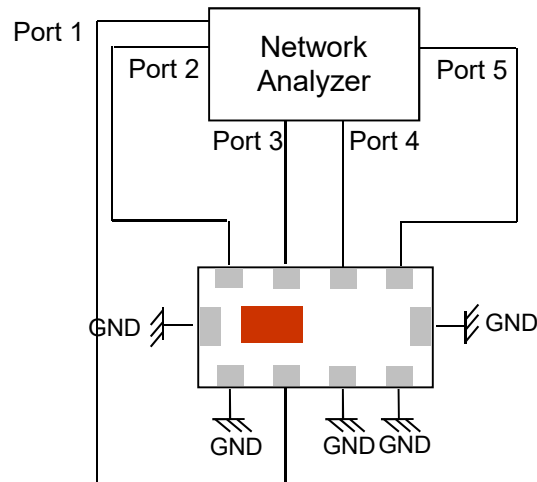 Port 1
Network
Analyzer
Port 2
Port 5
Port 3
Port 4
GND
GND
GND
GND
GND